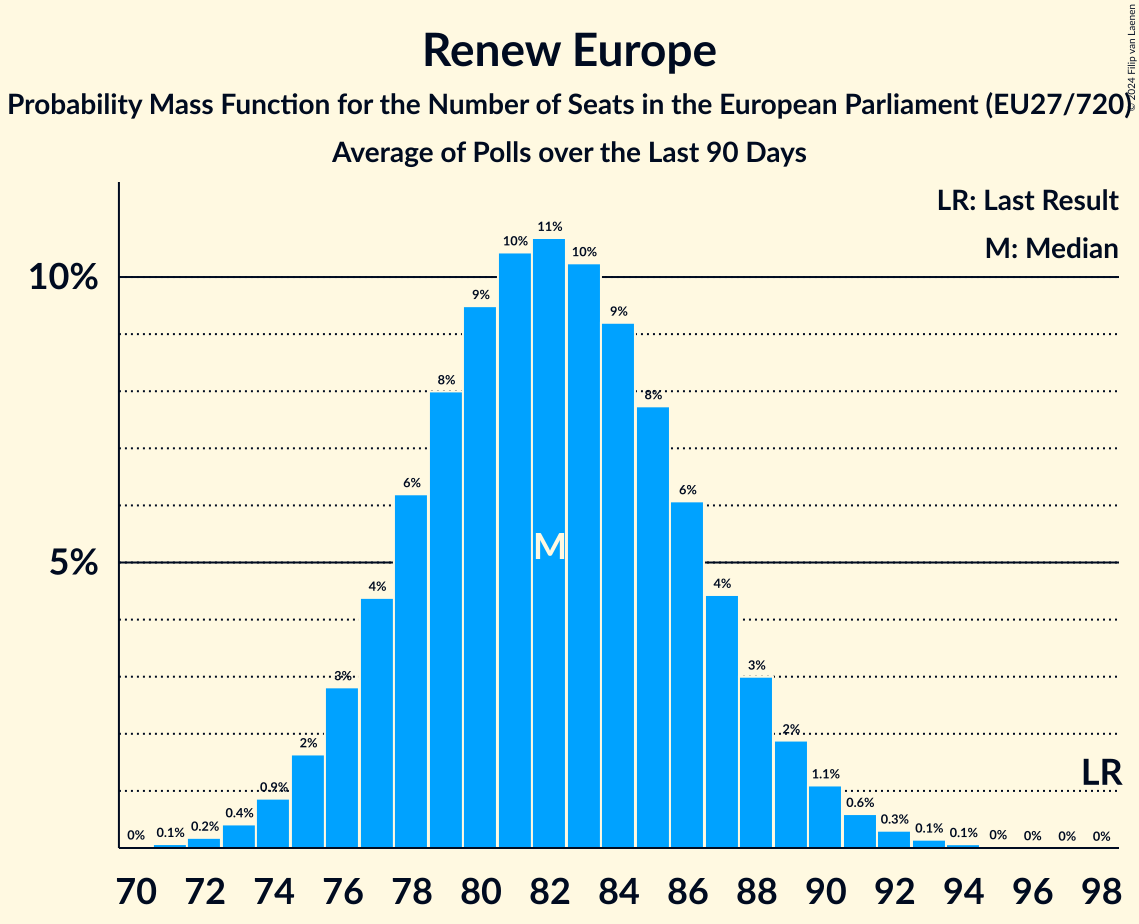 Renew Europe
Probability Mass Function for the Number of Seats in the European Parliament (EU27/720)
Average of Polls over the Last 90 Days
© 2024 Filip van Laenen
LR: Last Result
M: Median
10%
5%
0% 0.1% 0.2% 0.4% 0.9% 2% 3% 4% 6% 8% 9% 10% 11% 10% 9% 8% 6% 4% 3% 2% 1.1% 0.6% 0.3% 0.1% 0.1% 0% 0% 0% 0%
M
LR
70 72 74 76 78 80 82 84 86 88 90 92 94 96 98